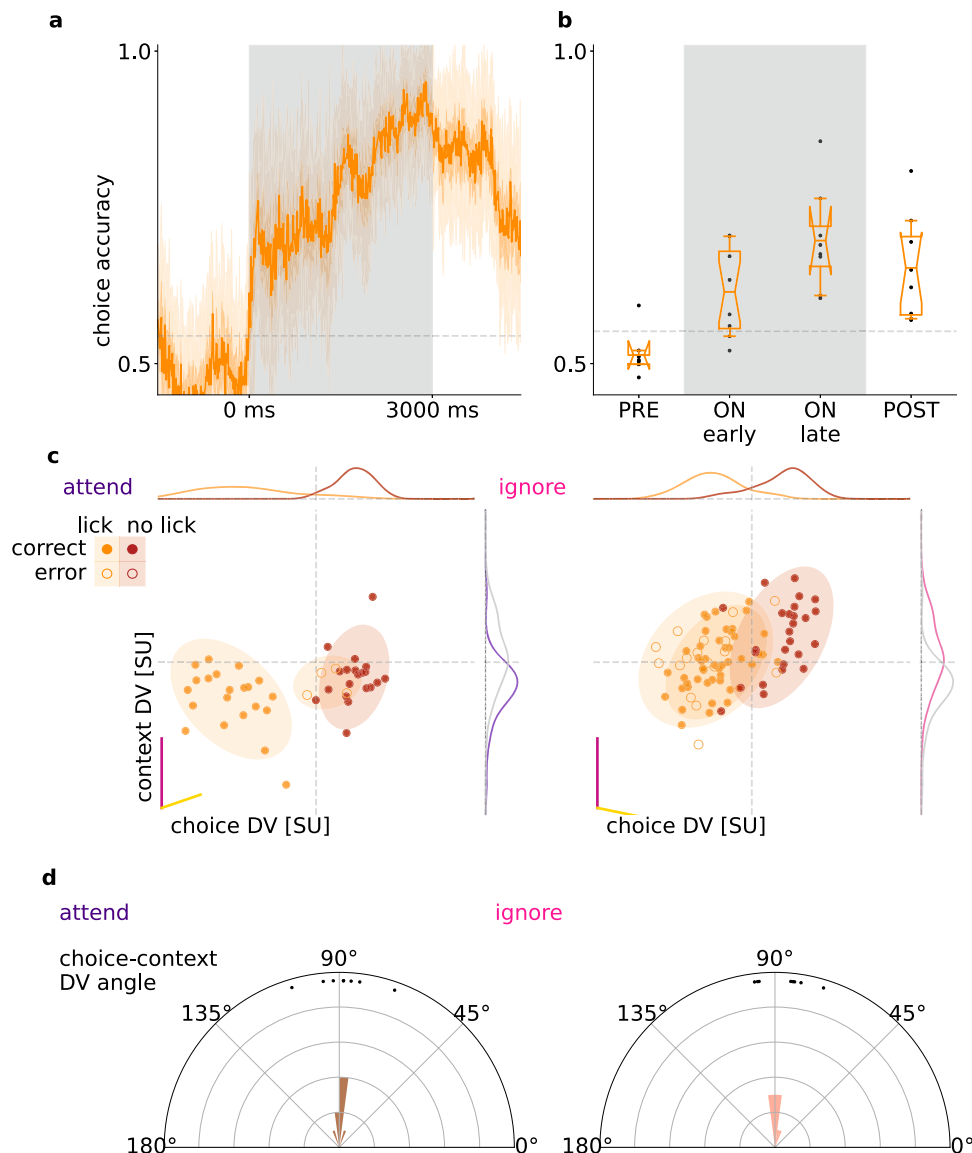 a
b
1.0
0.5
choice accuracy
0 ms
3000 ms
1.0
0.5
PRE
ON
early
ON
late
POST
c
attend
ignore
lick
no lick
correct
error
context DV [SU]
choice DV [SU]
choice DV [SU]
d
attend
ignore
choice-context
DV angle
90°
135°
45°
180°
0°
90°
135°
45°
180°
0°